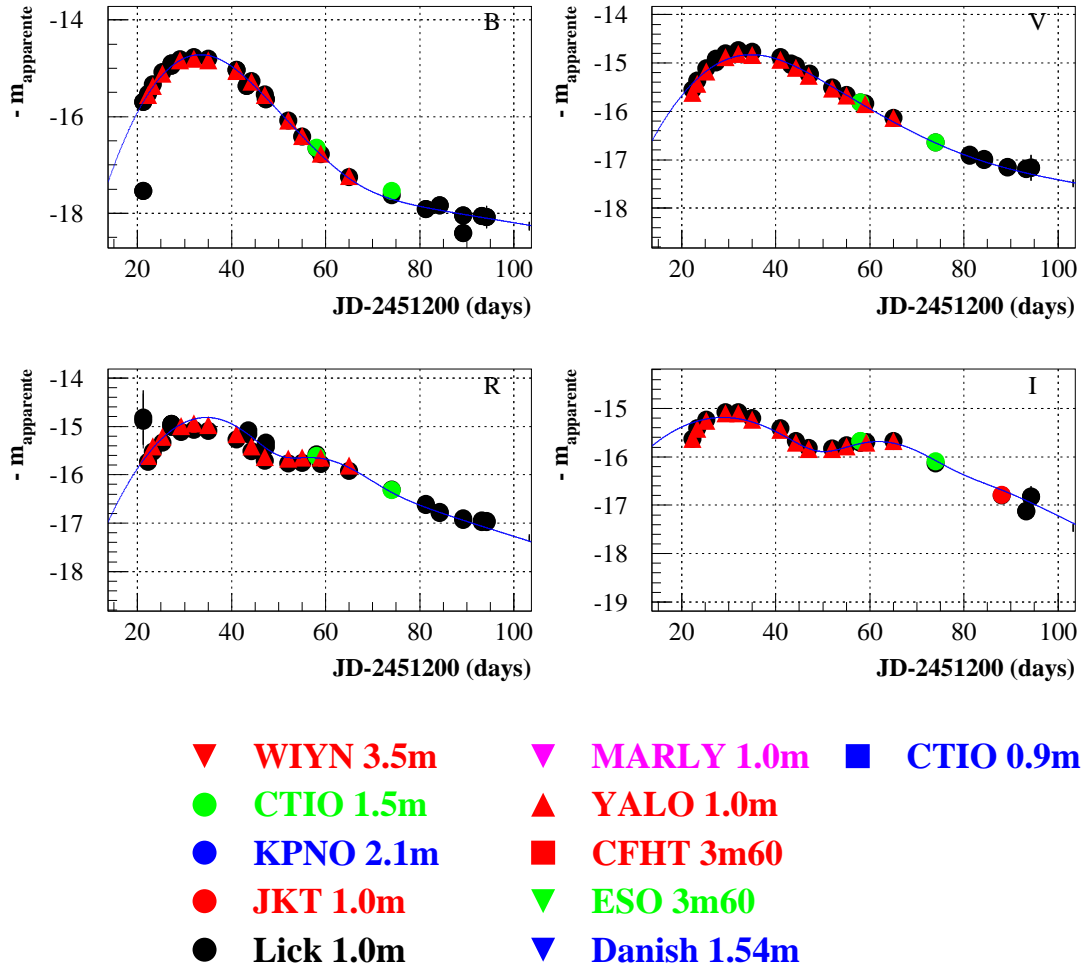 B
- m apparente
-14
-16
-18
20 40 60 80 100
JD-2451200 (days)
V
- m apparente
-14
-15
-16
-17
-18
20 40 60 80 100
JD-2451200 (days)
R
- m apparente
-14
-15
-16
-17
-18
20 40 60 80 100
JD-2451200 (days)
I
- m apparente
-15
-16
-17
-18
-19
20 40 60 80 100
JD-2451200 (days)
WIYN 3.5m MARLY 1.0m CTIO 0.9m
CTIO 1.5m YALO 1.0m
KPNO 2.1m CFHT 3m60
JKT 1.0m ESO 3m60
Lick 1.0m Danish 1.54m